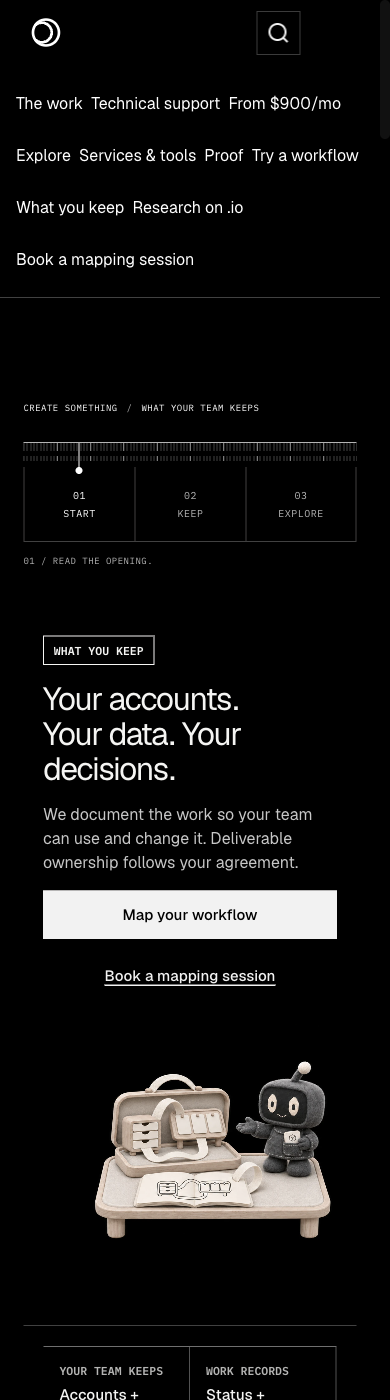 The work Technical support From $900/mo
Explore Services & tools Proof Try a workflow
What you keep Research on .io
Book a mapping session
CREATE SOMETHING / WHAT YOUR TEAM KEEPS
01 02 03
START KEEP EXPLORE
01 / READ THE OPENING.
WHAT YOU KEEP
Your accounts.
Your data. Your
decisions.
We document the work so your team
can use and change it. Deliverable
ownership follows your agreement.
Map your workflow
Book a mapping session
YOUR TEAM KEEPS WORK RECORDS
Accounts + Status +